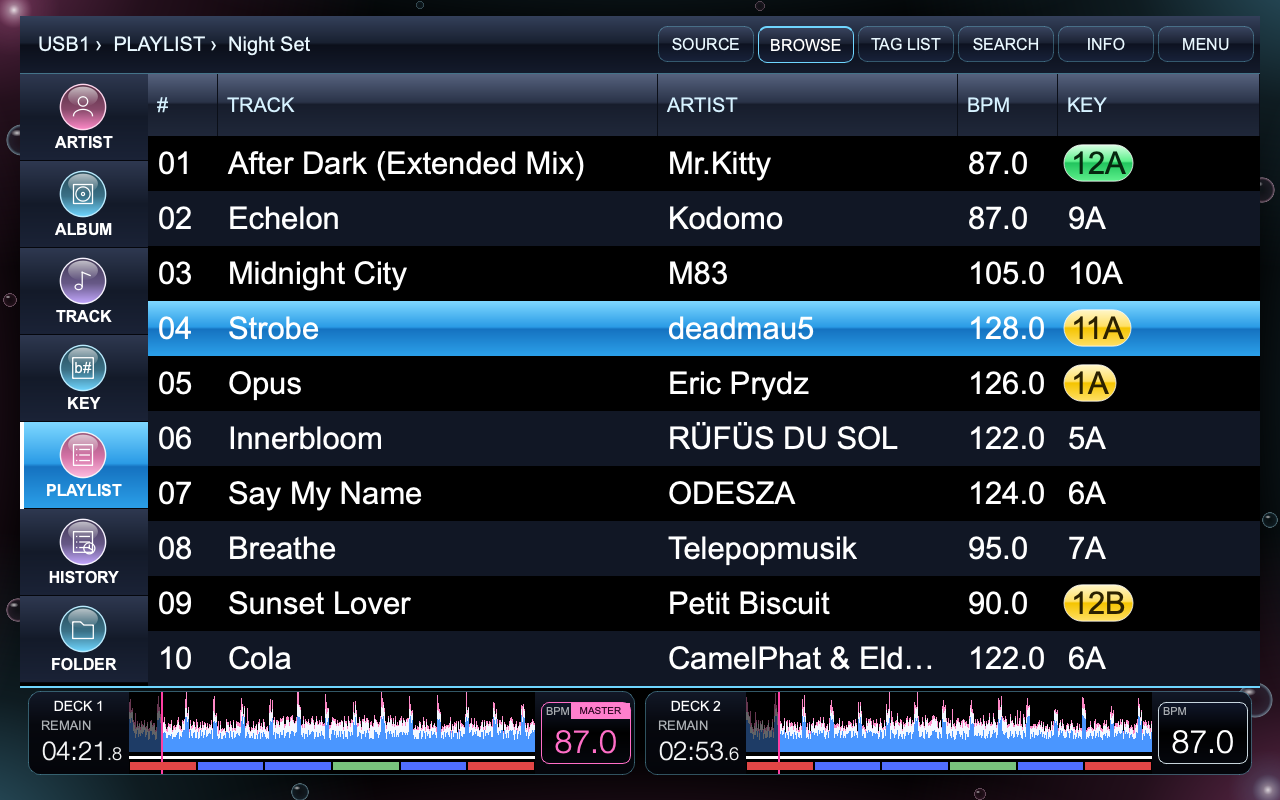 USB1 › PLAYLIST › Night Set
SOURCE BROWSE TAG LIST SEARCH INFO MENU
ARTIST
ALBUM
TRACK
b#
KEY
PLAYLIST
HISTORY
FOLDER
# TRACK ARTIST BPM KEY
01 After Dark (Extended Mix) Mr.Kitty 87.0 12A
02 Echelon Kodomo 87.0 9A
03 Midnight City M83 105.0 10A
04 Strobe deadmau5 128.0 11A
05 Opus Eric Prydz 126.0 1A
06 Innerbloom RÜFÜS DU SOL 122.0 5A
07 Say My Name ODESZA 124.0 6A
08 Breathe Telepopmusik 95.0 7A
09 Sunset Lover Petit Biscuit 90.0 12B
10 Cola CamelPhat & Eld… 122.0 6A
DECK 1
REMAIN
04:21.8
BPM MASTER
87.0
DECK 2
REMAIN
02:53.6
BPM
87.0